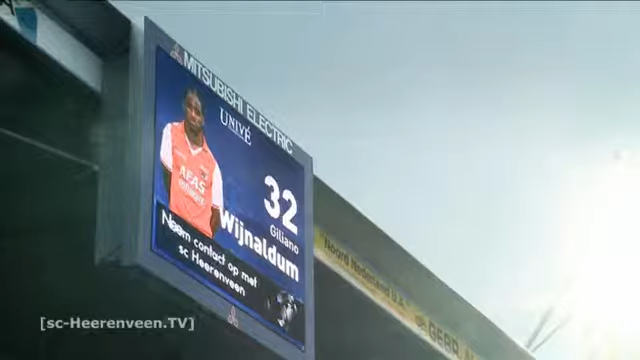 MITSUBISHI ELECTRIC
UNIVÉ
AFAS
32
Giliano
Wijnaldum
Neem contact op met
sc Heerenveen
Noord Nederland B.V.
GEBR.
[sc-Heerenveen.TV]